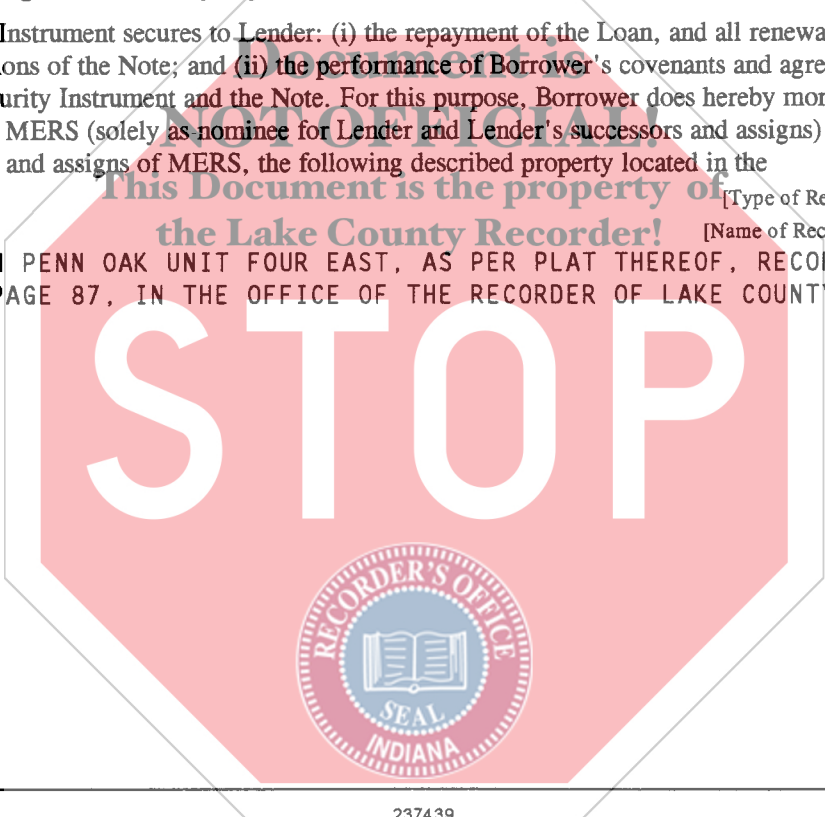 Instrument secures to Lender: (i) the repayment of the Loan, and all renewa
ons of the Note; and (ii) the performance of Borrower's covenants and agre
Document is
urity Instrument and the Note. For this purpose, Borrower does hereby mor
NOT OFFICIAL!
MERS (solely as nominee for Lender and Lender's successors and assigns)
and assigns of MERS, the following described property located in the
This Document is the property of
[Type of Re
the Lake County Recorder!
[Name of Rec
PENN OAK UNIT FOUR EAST, AS PER PLAT THEREOF, RECO
PAGE 87, IN THE OFFICE OF THE RECORDER OF LAKE COUNTY
STOP
RECORDER'S OFFICE
SEAL
INDIANA
237439